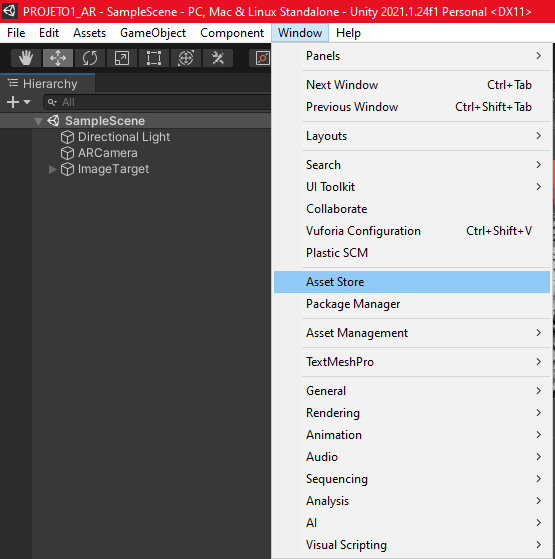 PROJETO1_AR - SampleScene - PC, Mac & Linux Standalone - Unity 2021.1.24f1 Personal <DX11>
File Edit Assets GameObject Component Window Help
Hierarchy
All
SampleScene
Directional Light
ARCamera
ImageTarget
Panels
Next Window Ctrl+Tab
Previous Window Ctrl+Shift+Tab
Layouts
Search
UI Toolkit
Collaborate
Vuforia Configuration Ctrl+Shift+V
Plastic SCM
Asset Store
Package Manager
Asset Management
TextMeshPro
General
Rendering
Animation
Audio
Sequencing
Analysis
AI
Visual Scripting